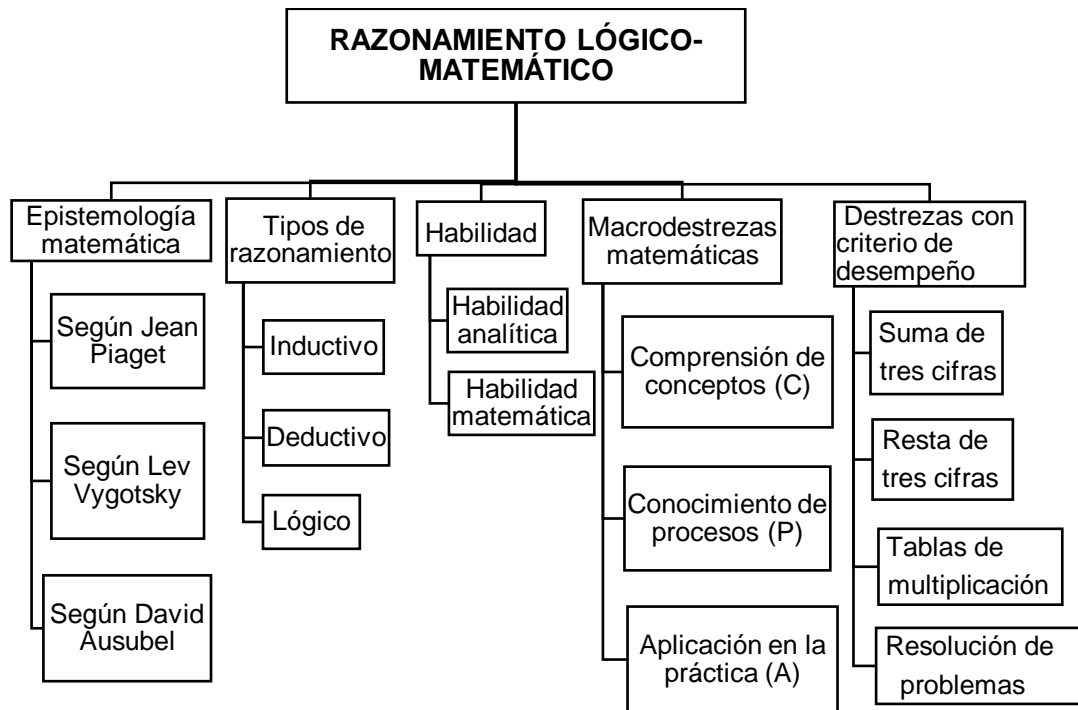 RAZONAMIENTO LÓGICO-
MATEMÁTICO
Epistemología
matemática
Según Jean
Piaget
Según Lev
Vygotsky
Según David
Ausubel
Tipos de
razonamiento
Inductivo
Deductivo
Lógico
Habilidad
Habilidad
analítica
Habilidad
matemática
Macrodestrezas
matemáticas
Comprensión de
conceptos (C)
Conocimiento de
procesos (P)
Aplicación en la
práctica (A)
Destrezas con
criterio de
desempeño
Suma de
tres cifras
Resta de
tres cifras
Tablas de
multiplicación
Resolución de
problemas